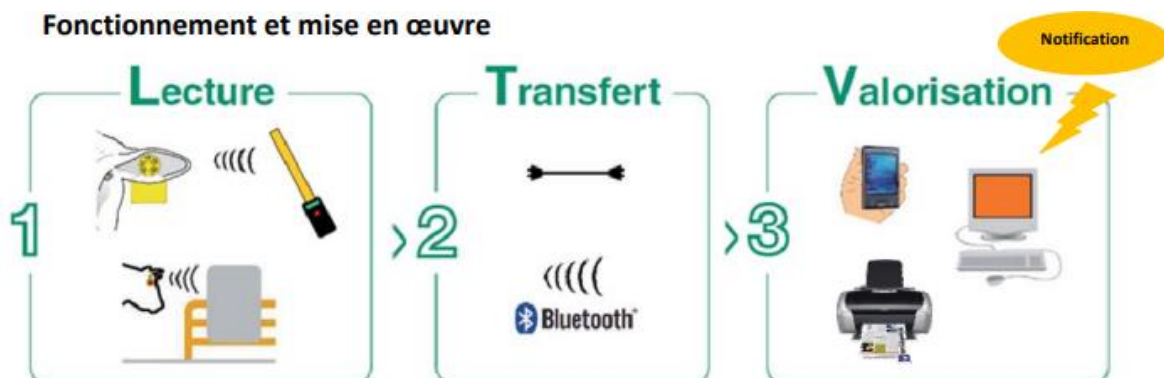 Fonctionnement et mise en œuvre
Notification
Lecture
Transfert
Valorisation
1
>2
>3
Bluetooth